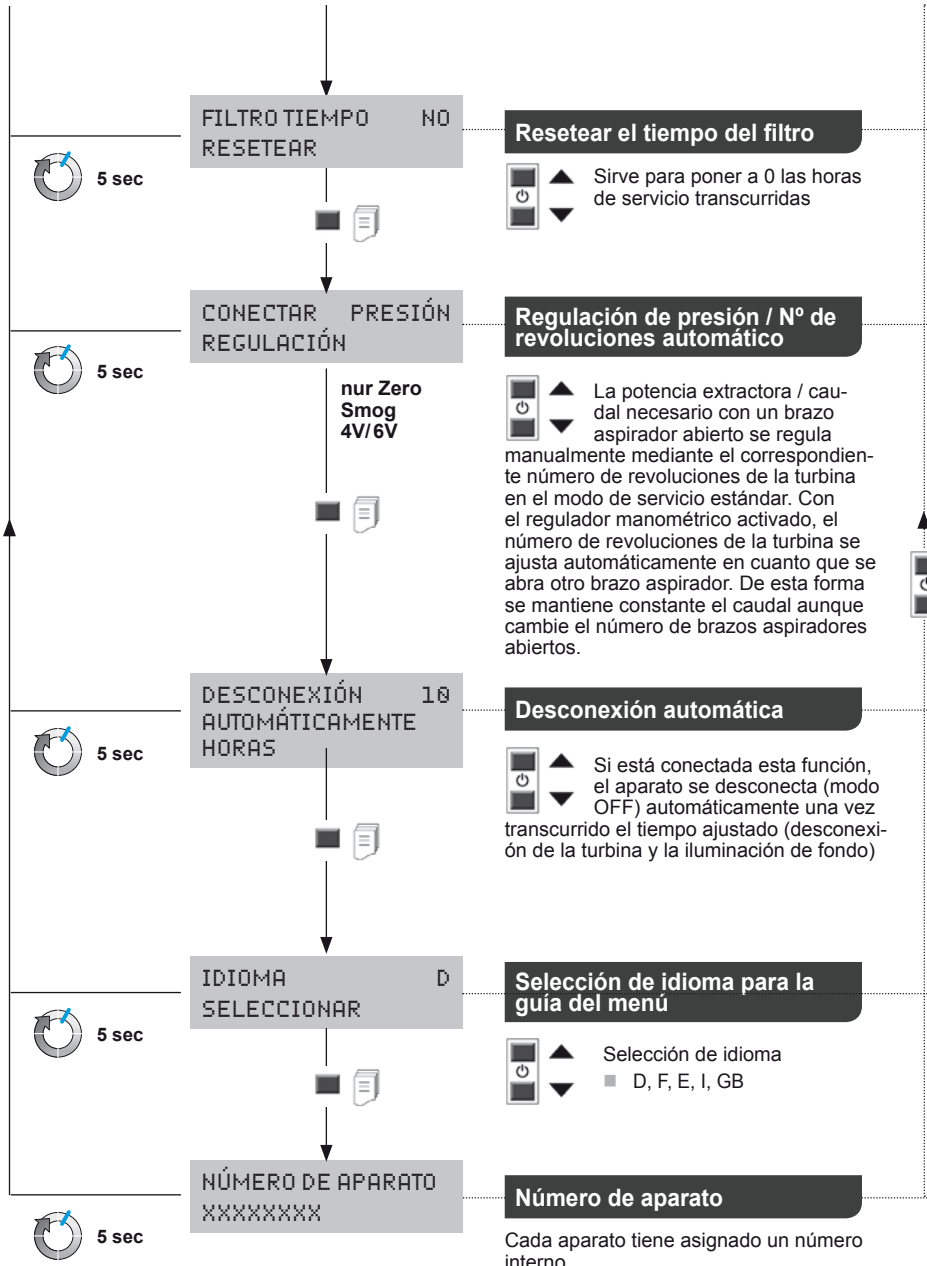 FILTRO TIEMPO NO
RESETEAR
5 sec
Resetear el tiempo del filtro
Sirve para poner a 0 las horas
de servicio transcurridas
CONECTAR PRESIÓN
REGULACIÓN
5 sec
nur Zero
Smog
4V/6V
Regulación de presión / Nº de
revoluciones automático
La potencia extractora / cau-
dal necesario con un brazo
aspirador abierto se regula
manualmente mediante el correspondien-
te número de revoluciones de la turbina
en el modo de servicio estándar. Con
el regulador manométrico activado, el
número de revoluciones de la turbina se
ajusta automáticamente en cuanto que se
abra otro brazo aspirador. De esta forma
se mantiene constante el caudal aunque
cambie el número de brazos aspiradores
abiertos.
DESCONEXIÓN 10
AUTOMÁTICAMENTE
HORAS
5 sec
Desconexión automática
Si está conectada esta función,
el aparato se desconecta (modo
OFF) automáticamente una vez
transcurrido el tiempo ajustado (desconexi-
ón de la turbina y la iluminación de fondo)
IDIOMA D
SELECCIONAR
5 sec
Selección de idioma para la
guía del menú
Selección de idioma
D, F, E, I, GB
NÚMERO DE APARATO
XXXXXXXX
5 sec
Número de aparato
Cada aparato tiene asignado un número
interno